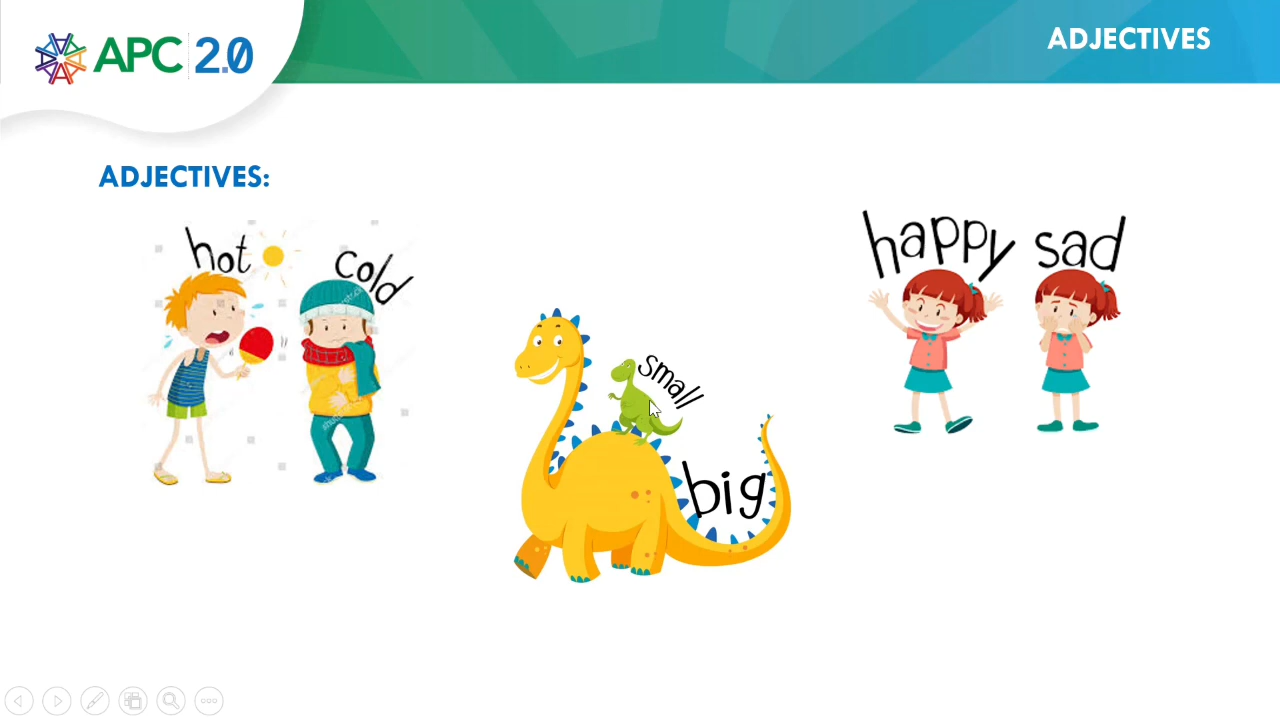 APC 2.0
ADJECTIVES
ADJECTIVES:
hot
cold
small
big
happy sad